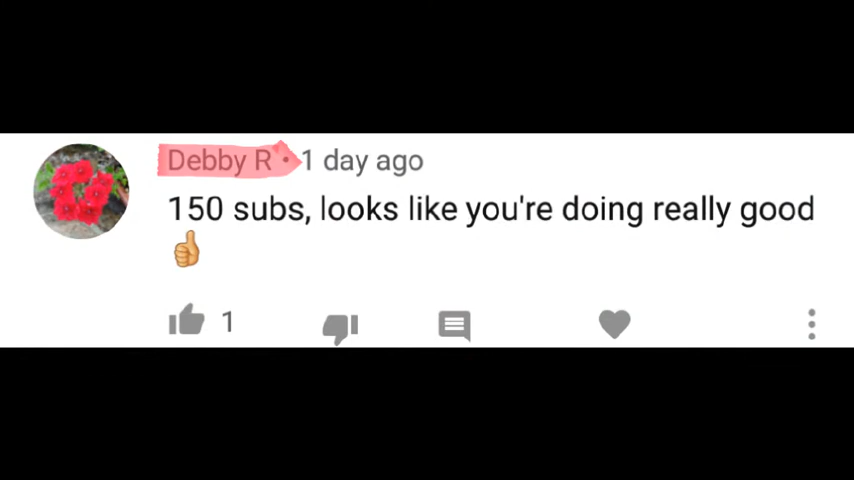 Debby R • 1 day ago
150 subs, looks like you're doing really good
👍
1